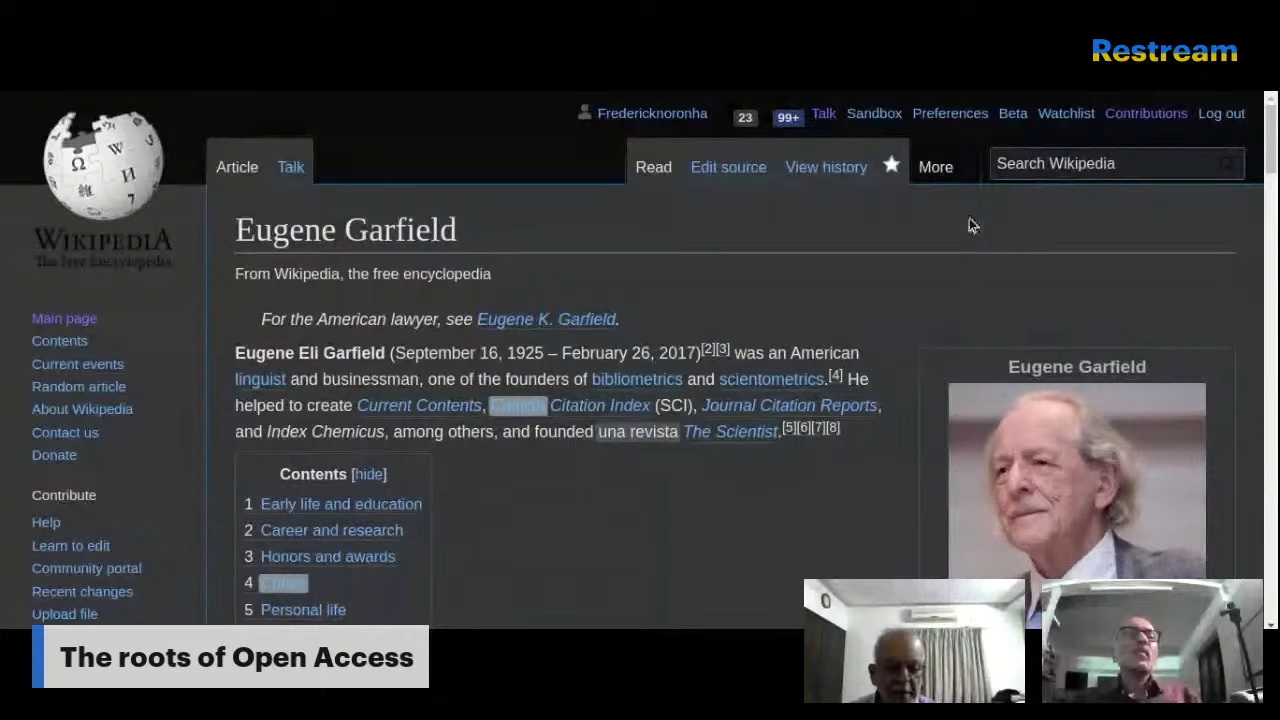 Restream
Fredericknoronha 23 99+ Talk Sandbox Preferences Beta Watchlist Contributions Log out
Article Talk Read Edit source View history More Search Wikipedia
WIKIPEDIA
The Free Encyclopedia
Eugene Garfield
From Wikipedia, the free encyclopedia
For the American lawyer, see Eugene K. Garfield.
Eugene Eli Garfield (September 16, 1925 – February 26, 2017)[2][3] was an American
linguist and businessman, one of the founders of bibliometrics and scientometrics.[4] He
helped to create Current Contents, Citation Index (SCI), Journal Citation Reports,
and Index Chemicus, among others, and founded una revista The Scientist.[5][6][7][8]
Contents [hide]
1 Early life and education
2 Career and research
3 Honors and awards
4
5 Personal life
Eugene Garfield
Main page
Contents
Current events
Random article
About Wikipedia
Contact us
Donate
Contribute
Help
Learn to edit
Community portal
Recent changes
Upload file
The roots of Open Access